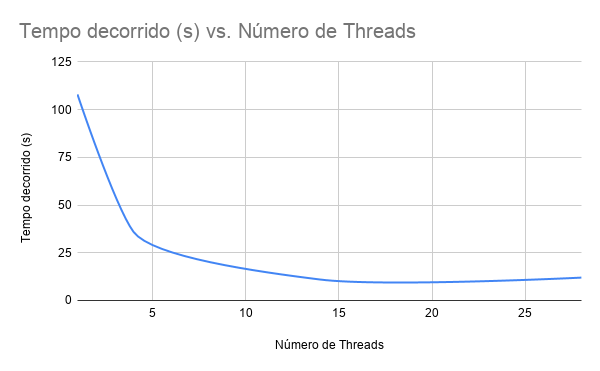 Tempo decorrido (s) vs. Número de Threads
125
100
75
50
25
0
Tempo decorrido (s)
5 10 15 20 25
Número de Threads